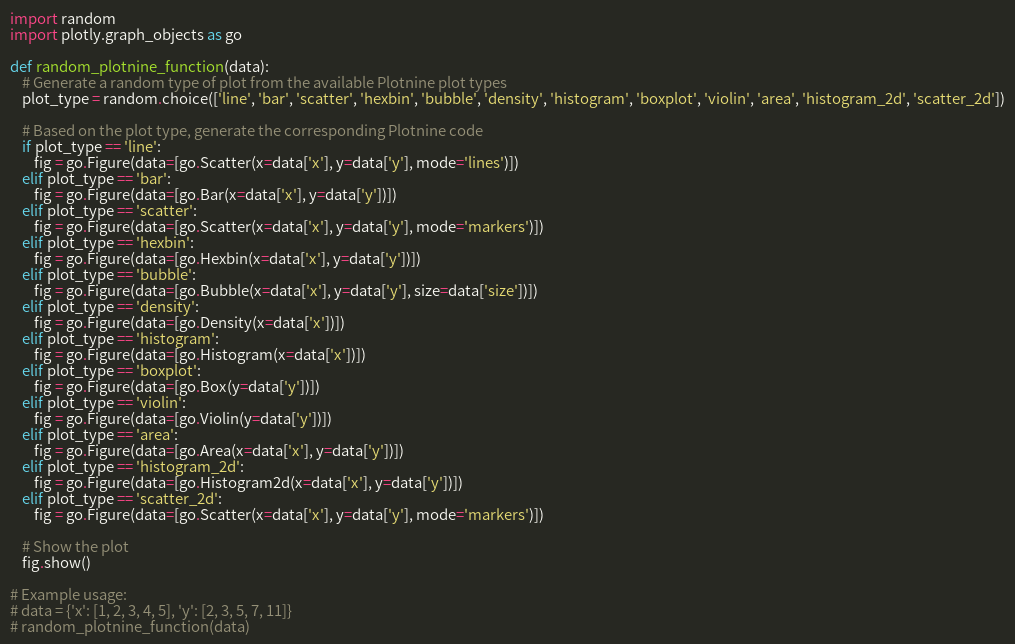 import random
import plotly.graph_objects as go

def random_plotnine_function(data):
    # Generate a random type of plot from the available Plotnine plot types
    plot_type = random.choice(['line', 'bar', 'scatter', 'hexbin', 'bubble', 'density', 'histogram', 'boxplot', 'violin', 'area', 'histogram_2d', 'scatter_2d'])

    # Based on the plot type, generate the corresponding Plotnine code
    if plot_type == 'line':
        fig = go.Figure(data=[go.Scatter(x=data['x'], y=data['y'], mode='lines')])
    elif plot_type == 'bar':
        fig = go.Figure(data=[go.Bar(x=data['x'], y=data['y'])])
    elif plot_type == 'scatter':
        fig = go.Figure(data=[go.Scatter(x=data['x'], y=data['y'], mode='markers')])
    elif plot_type == 'hexbin':
        fig = go.Figure(data=[go.Hexbin(x=data['x'], y=data['y'])])
    elif plot_type == 'bubble':
        fig = go.Figure(data=[go.Bubble(x=data['x'], y=data['y'], size=data['size'])])
    elif plot_type == 'density':
        fig = go.Figure(data=[go.Density(x=data['x'])])
    elif plot_type == 'histogram':
        fig = go.Figure(data=[go.Histogram(x=data['x'])])
    elif plot_type == 'boxplot':
        fig = go.Figure(data=[go.Box(y=data['y'])])
    elif plot_type == 'violin':
        fig = go.Figure(data=[go.Violin(y=data['y'])])
    elif plot_type == 'area':
        fig = go.Figure(data=[go.Area(x=data['x'], y=data['y'])])
    elif plot_type == 'histogram_2d':
        fig = go.Figure(data=[go.Histogram2d(x=data['x'], y=data['y'])])
    elif plot_type == 'scatter_2d':
        fig = go.Figure(data=[go.Scatter(x=data['x'], y=data['y'], mode='markers')])

    # Show the plot
    fig.show()

# Example usage:
# data = {'x': [1, 2, 3, 4, 5], 'y': [2, 3, 5, 7, 11]}
# random_plotnine_function(data)